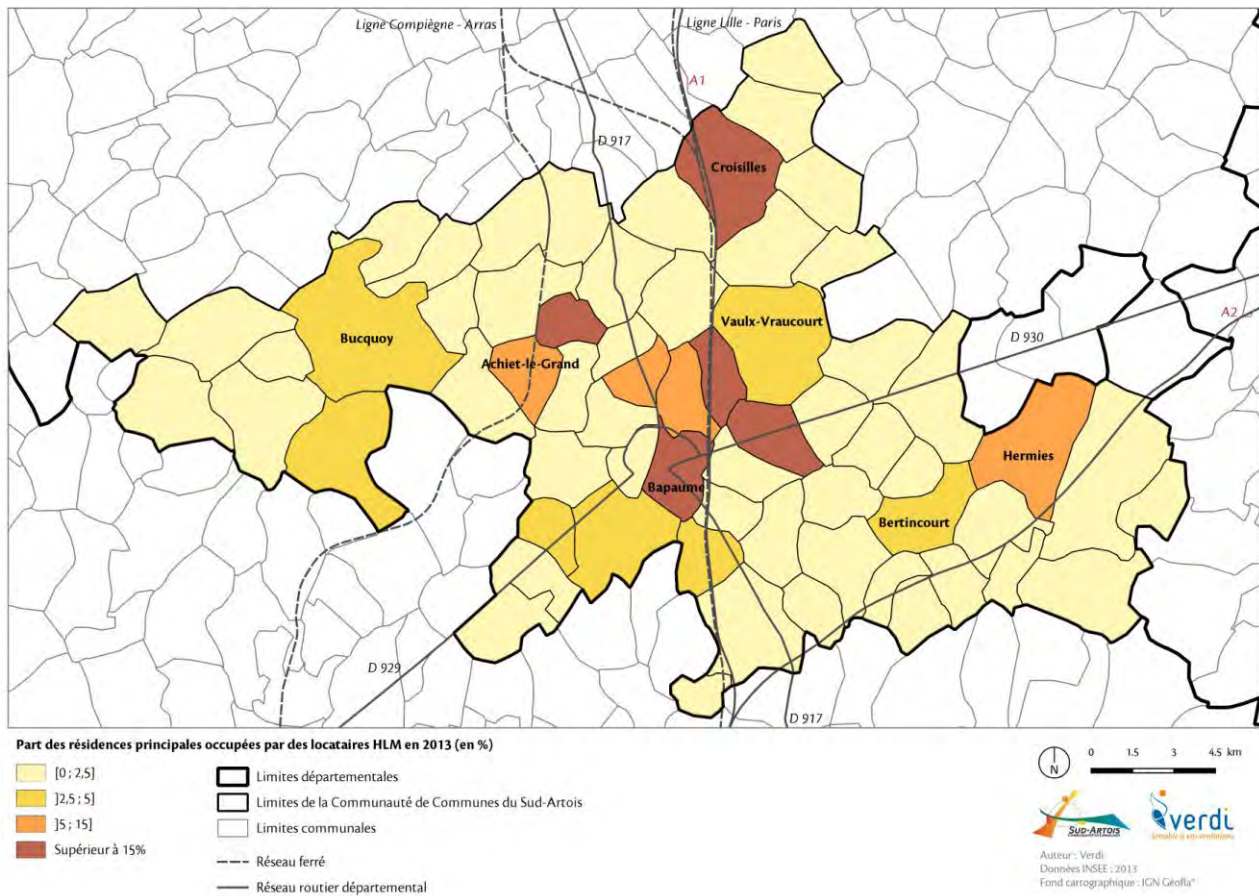 Ligne Compiègne - Arras
Ligne Lille - Paris
A1
D 917
Croisilles
Bucquoy
Vaulx-Vraucourt
D 930
A2
Achiet-le-Grand
Hermies
Bapaume
Bertincourt
D 929
D 917
Part des résidences principales occupées par des locataires HLM en 2013 (en %)
[0 ; 2,5]
]2,5 ; 5]
]5 ; 15]
Supérieur à 15%
Limites départementales
Limites de la Communauté de Communes du Sud-Artois
Limites communales
Réseau ferré
Réseau routier départemental
N
0 1.5 3 4.5 km
SUD-ARTOIS
verdi
Auteur : Verdi
Données INSEE : 2013
Fond cartographique : IGN Géofla®